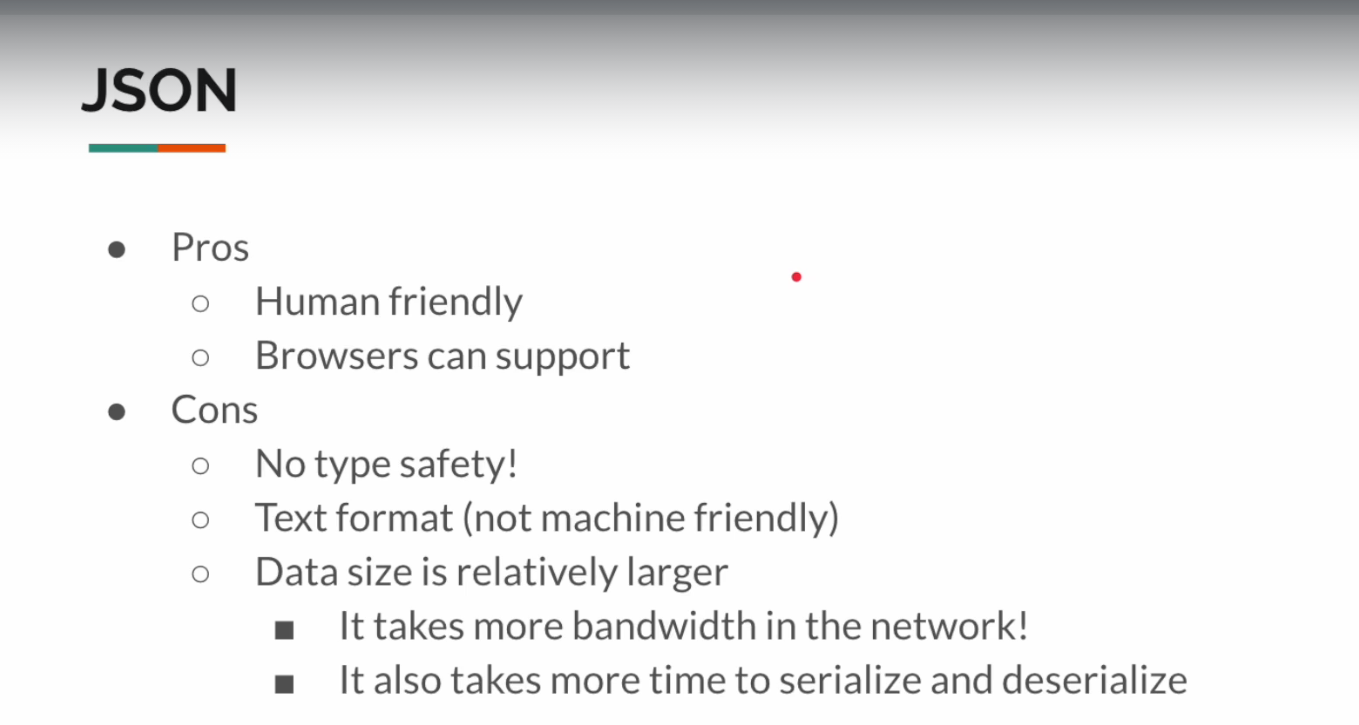 JSON
● Pros
○ Human friendly
○ Browsers can support
● Cons
○ No type safety!
○ Text format (not machine friendly)
○ Data size is relatively larger
■ It takes more bandwidth in the network!
■ It also takes more time to serialize and deserialize